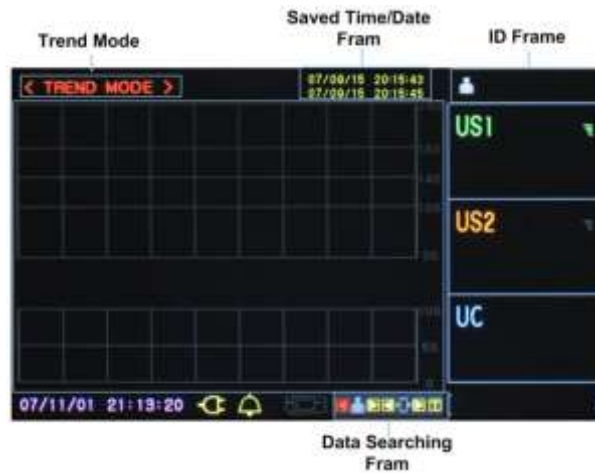 Saved Time/Date
Fram
Trend Mode
ID Frame
< TREND MODE >
07/09/15 20:15:43
07/09/15 20:15:45
US1
US2
UC
07/11/01 21:13:20
Data Searching
Fram